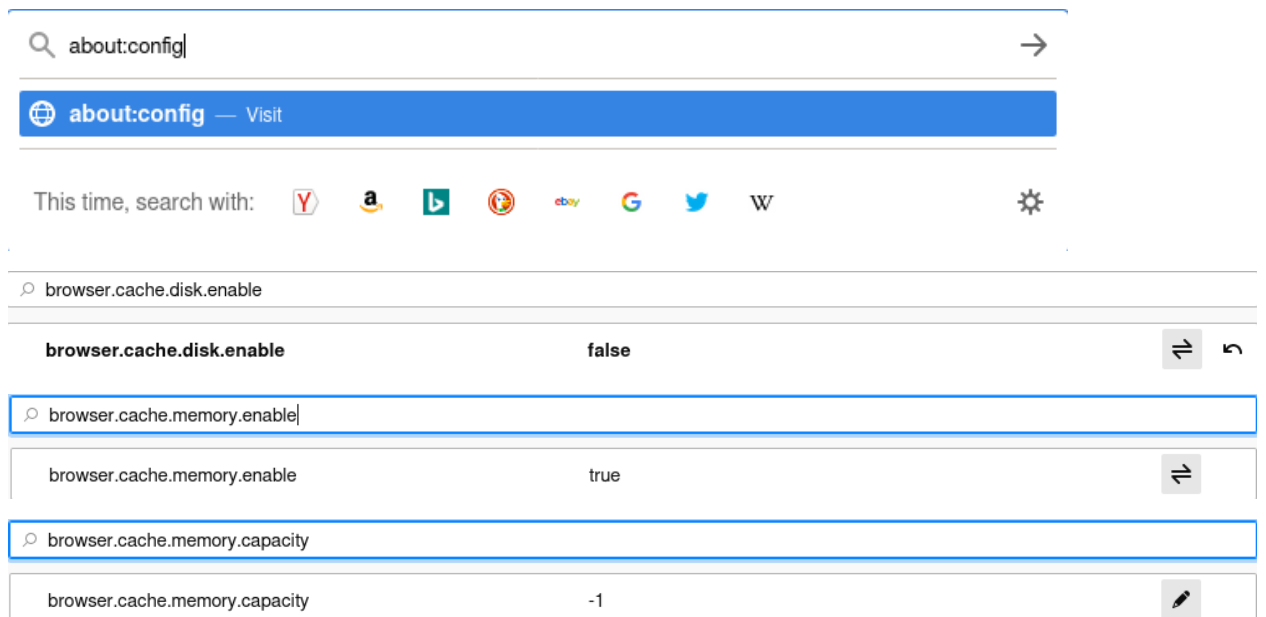 about:config
about:config — Visit
This time, search with: Y a b ebay G W
browser.cache.disk.enable
browser.cache.disk.enable false
browser.cache.memory.enable
browser.cache.memory.enable true
browser.cache.memory.capacity
browser.cache.memory.capacity -1